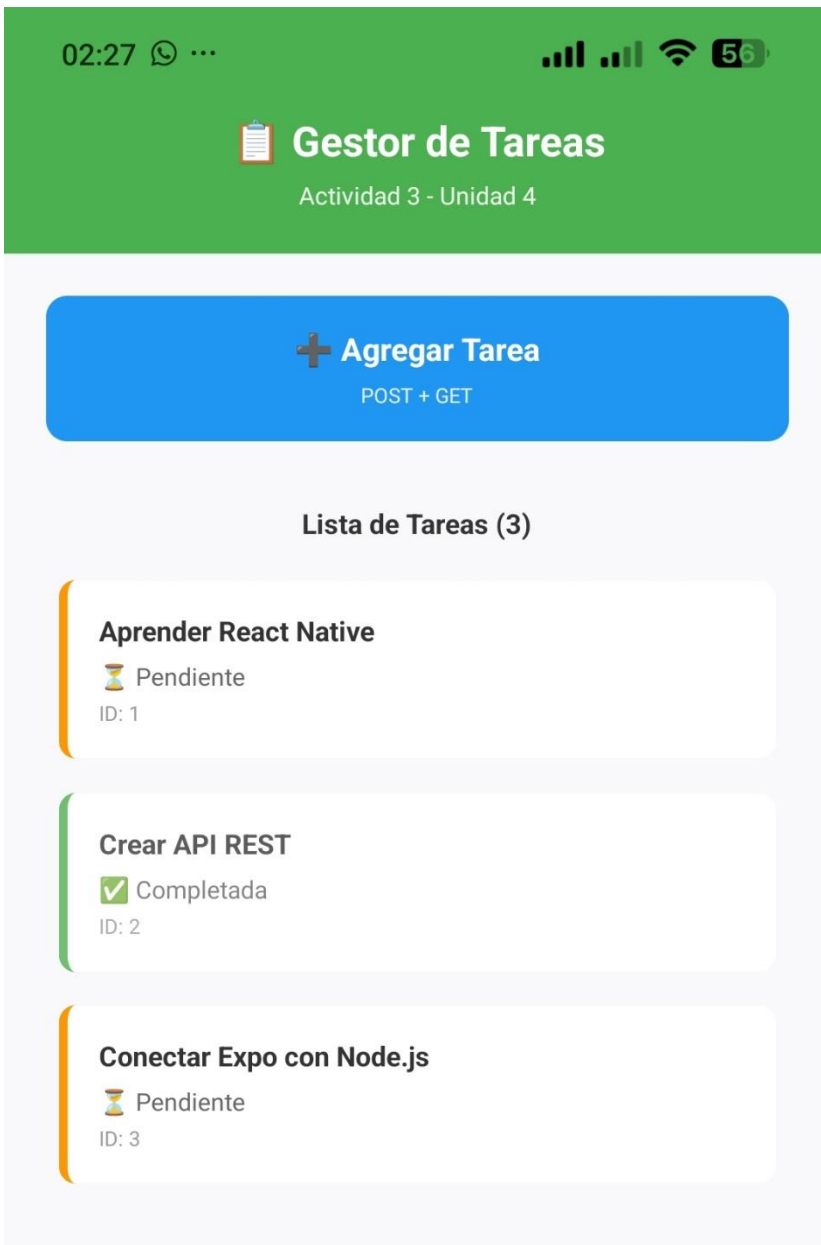 02:27 ...
56
📋 Gestor de Tareas
Actividad 3 - Unidad 4
➕ Agregar Tarea
POST + GET
Lista de Tareas (3)
Aprender React Native
⏳ Pendiente
ID: 1
Crear API REST
✅ Completada
ID: 2
Conectar Expo con Node.js
⏳ Pendiente
ID: 3